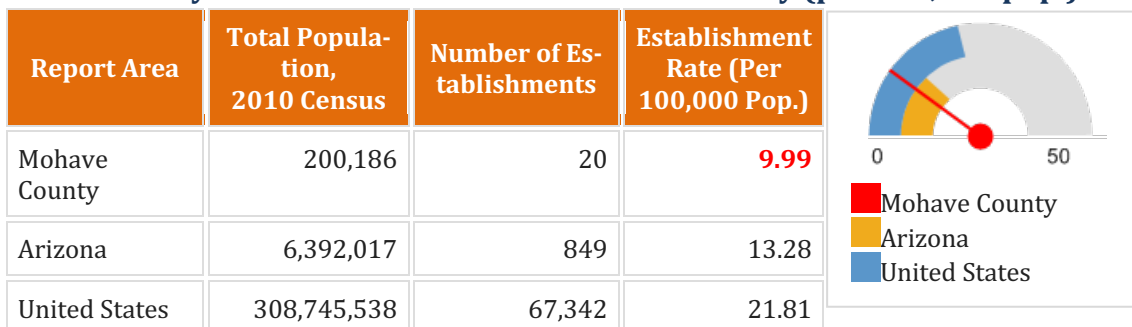 Report Area
Total Popula-
tion,
2010 Census
Number of Es-
tablishments
Establishment
Rate (Per
100,000 Pop.)
Mohave
County
200,186
20
9.99
Arizona
6,392,017
849
13.28
United States
308,745,538
67,342
21.81
0
50
Mohave County
Arizona
United States